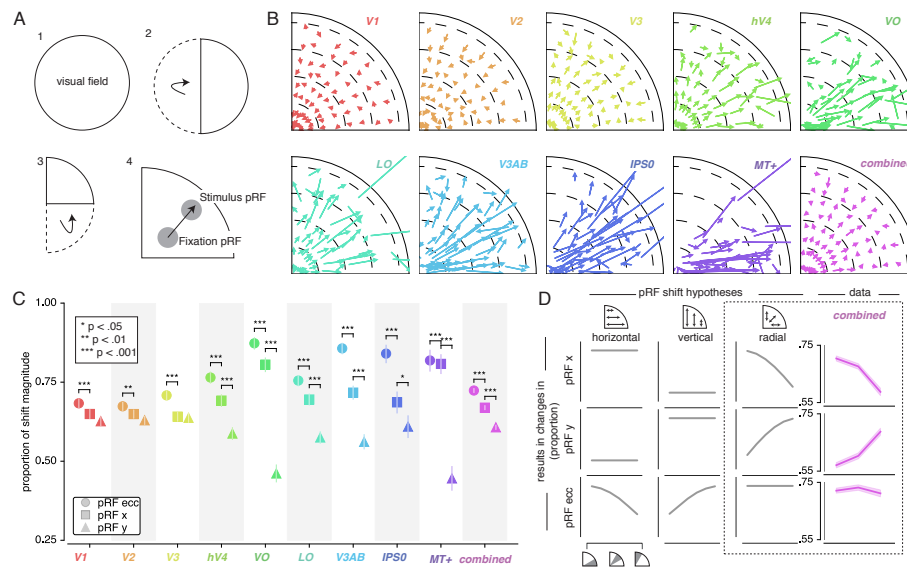 A
1
visual field
2
3
4
Stimulus pRF
Fixation pRF
B
V1
V2
V3
hV4
VO
LO
V3AB
IPS0
MT+
combined
C
proportion of shift magnitude
1.00
0.75
0.50
0.25
* p < .05
** p < .01
*** p < .001
***
**
***
***
***
***
***
***
***
***
***
***
*
***
***
***
***
pRF ecc
pRF x
pRF y
V1
V2
V3
hV4
VO
LO
V3AB
IPS0
MT+
combined
D
pRF shift hypotheses
data
horizontal
vertical
radial
combined
results in changes in
(proportion)
pRF x
pRF y
pRF ecc
.75
.55
.75
.55
.75
.55